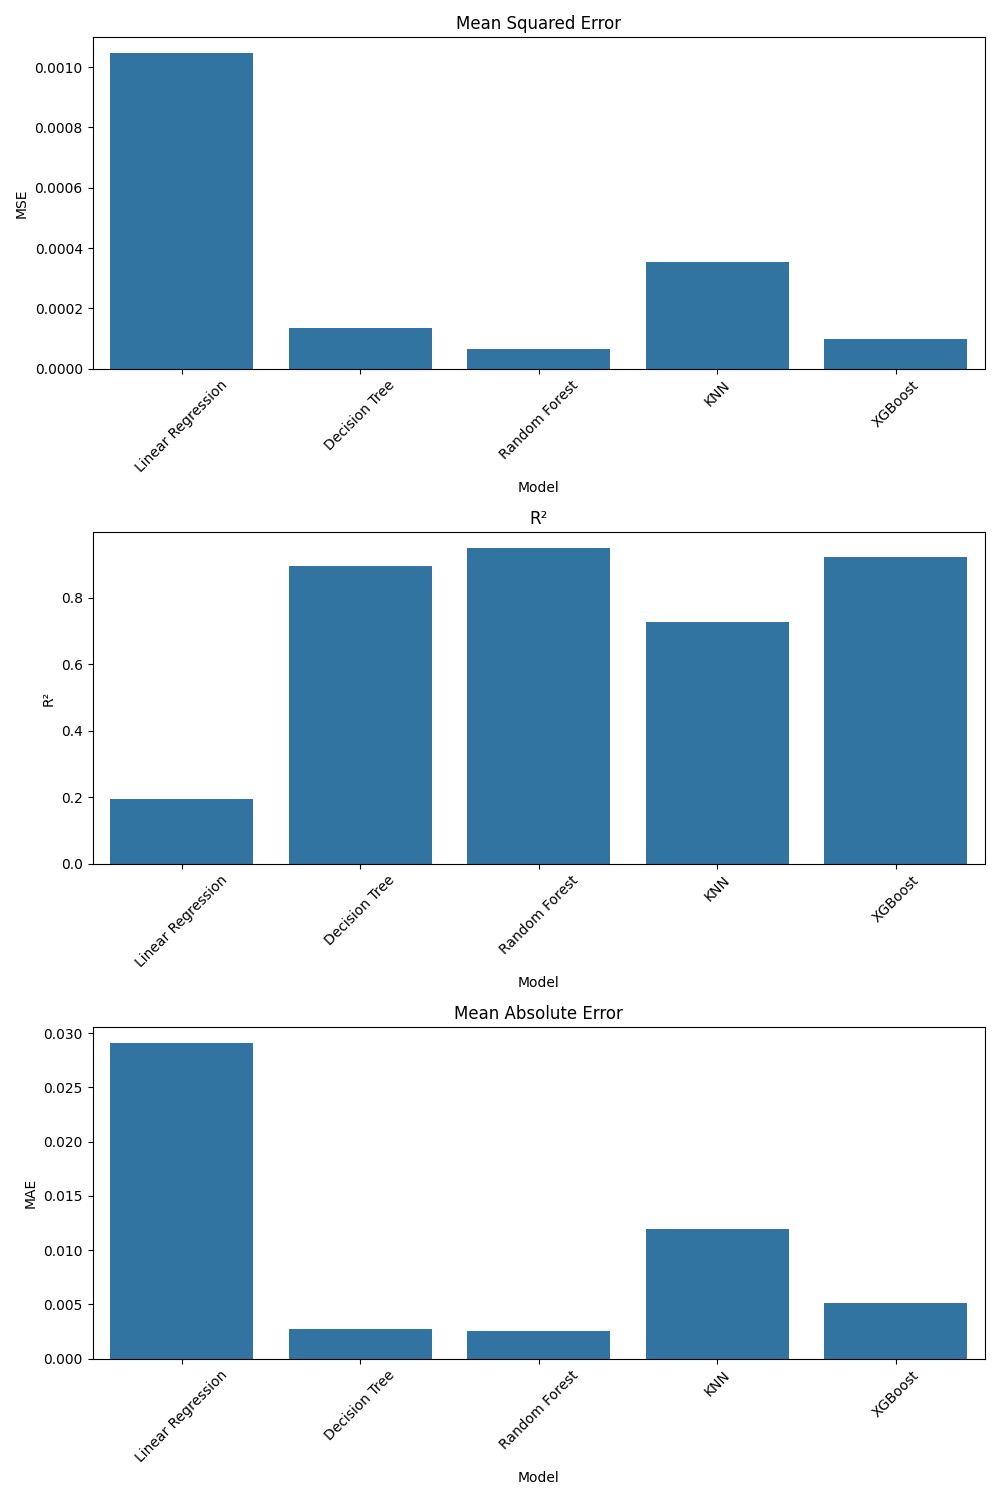 Mean Squared Error
0.0010
0.0008
0.0006
0.0004
0.0002
0.0000
MSE
Linear Regression
Decision Tree
Random Forest
KNN
XGBoost
Model
R²
0.8
0.6
0.4
0.2
0.0
R²
Linear Regression
Decision Tree
Random Forest
KNN
XGBoost
Model
Mean Absolute Error
0.030
0.025
0.020
0.015
0.010
0.005
0.000
MAE
Linear Regression
Decision Tree
Random Forest
KNN
XGBoost
Model